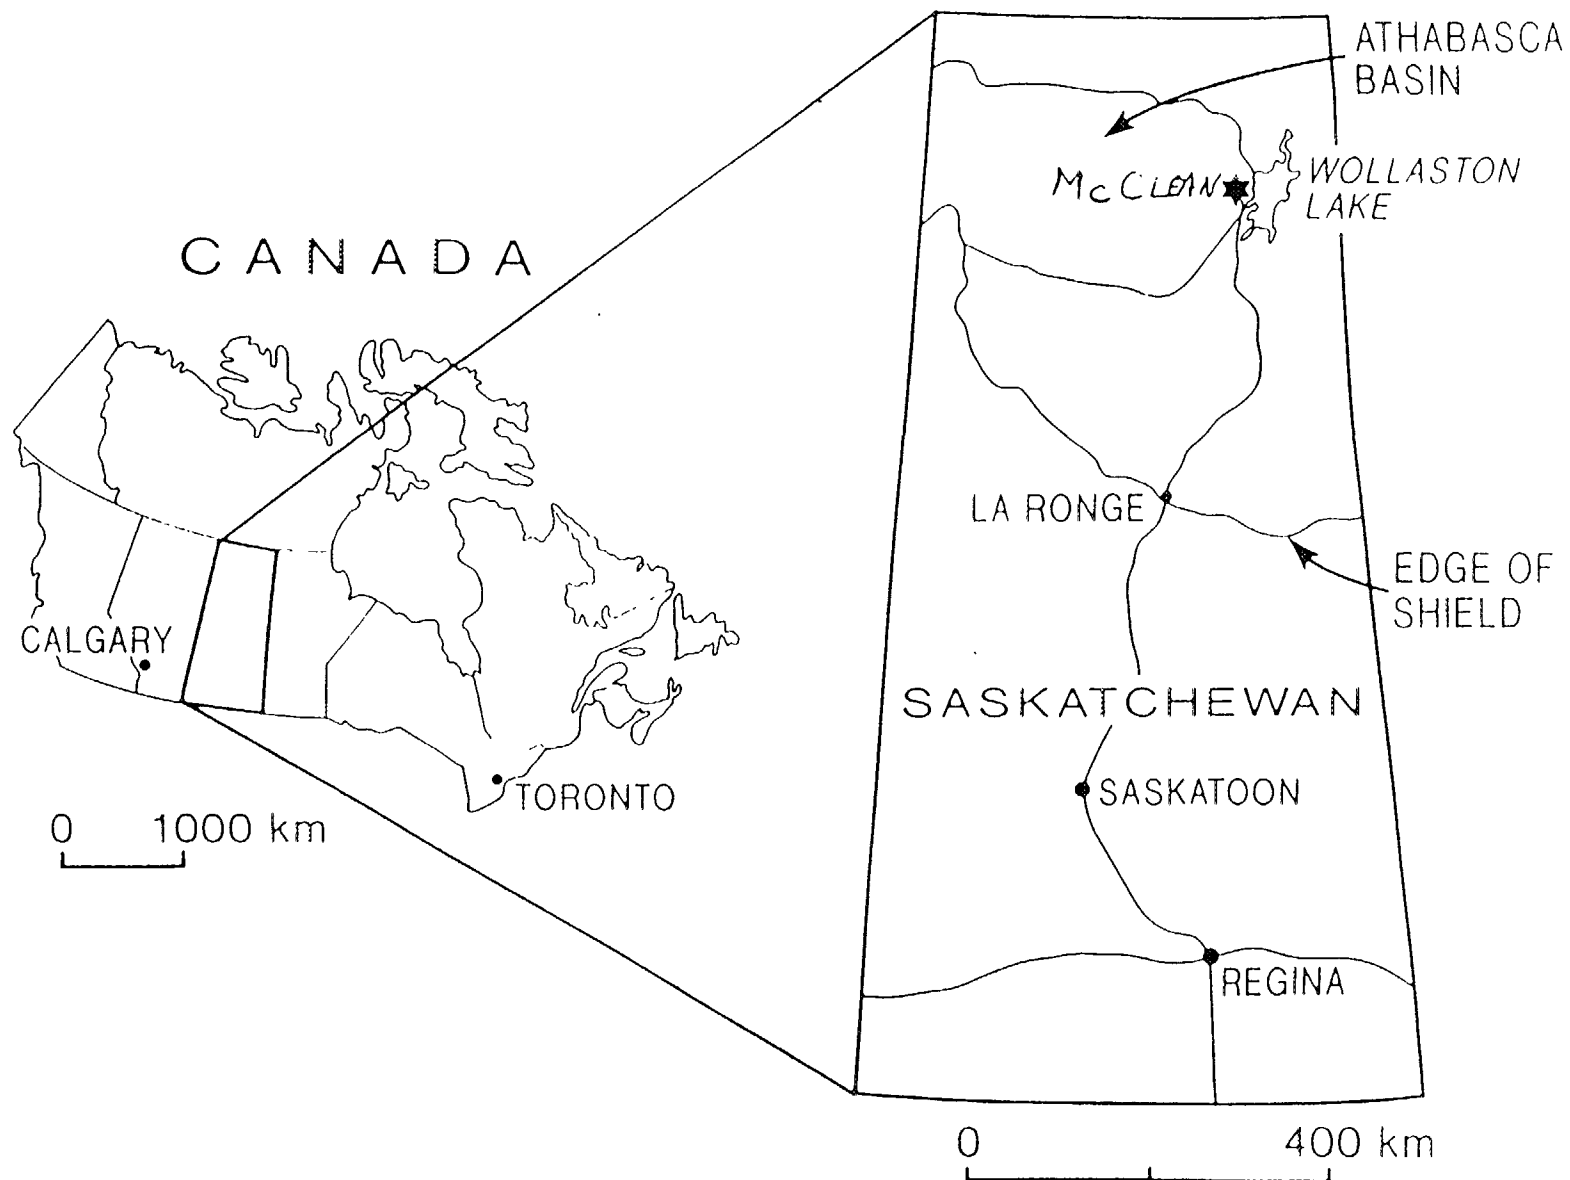 ATHABASCA
BASIN
McCLEAN
WOLLASTON
LAKE
CANADA
LA RONGE
EDGE OF
SHIELD
CALGARY
SASKATCHEWAN
SASKATOON
TORONTO
0 1000 km
REGINA
0 400 km